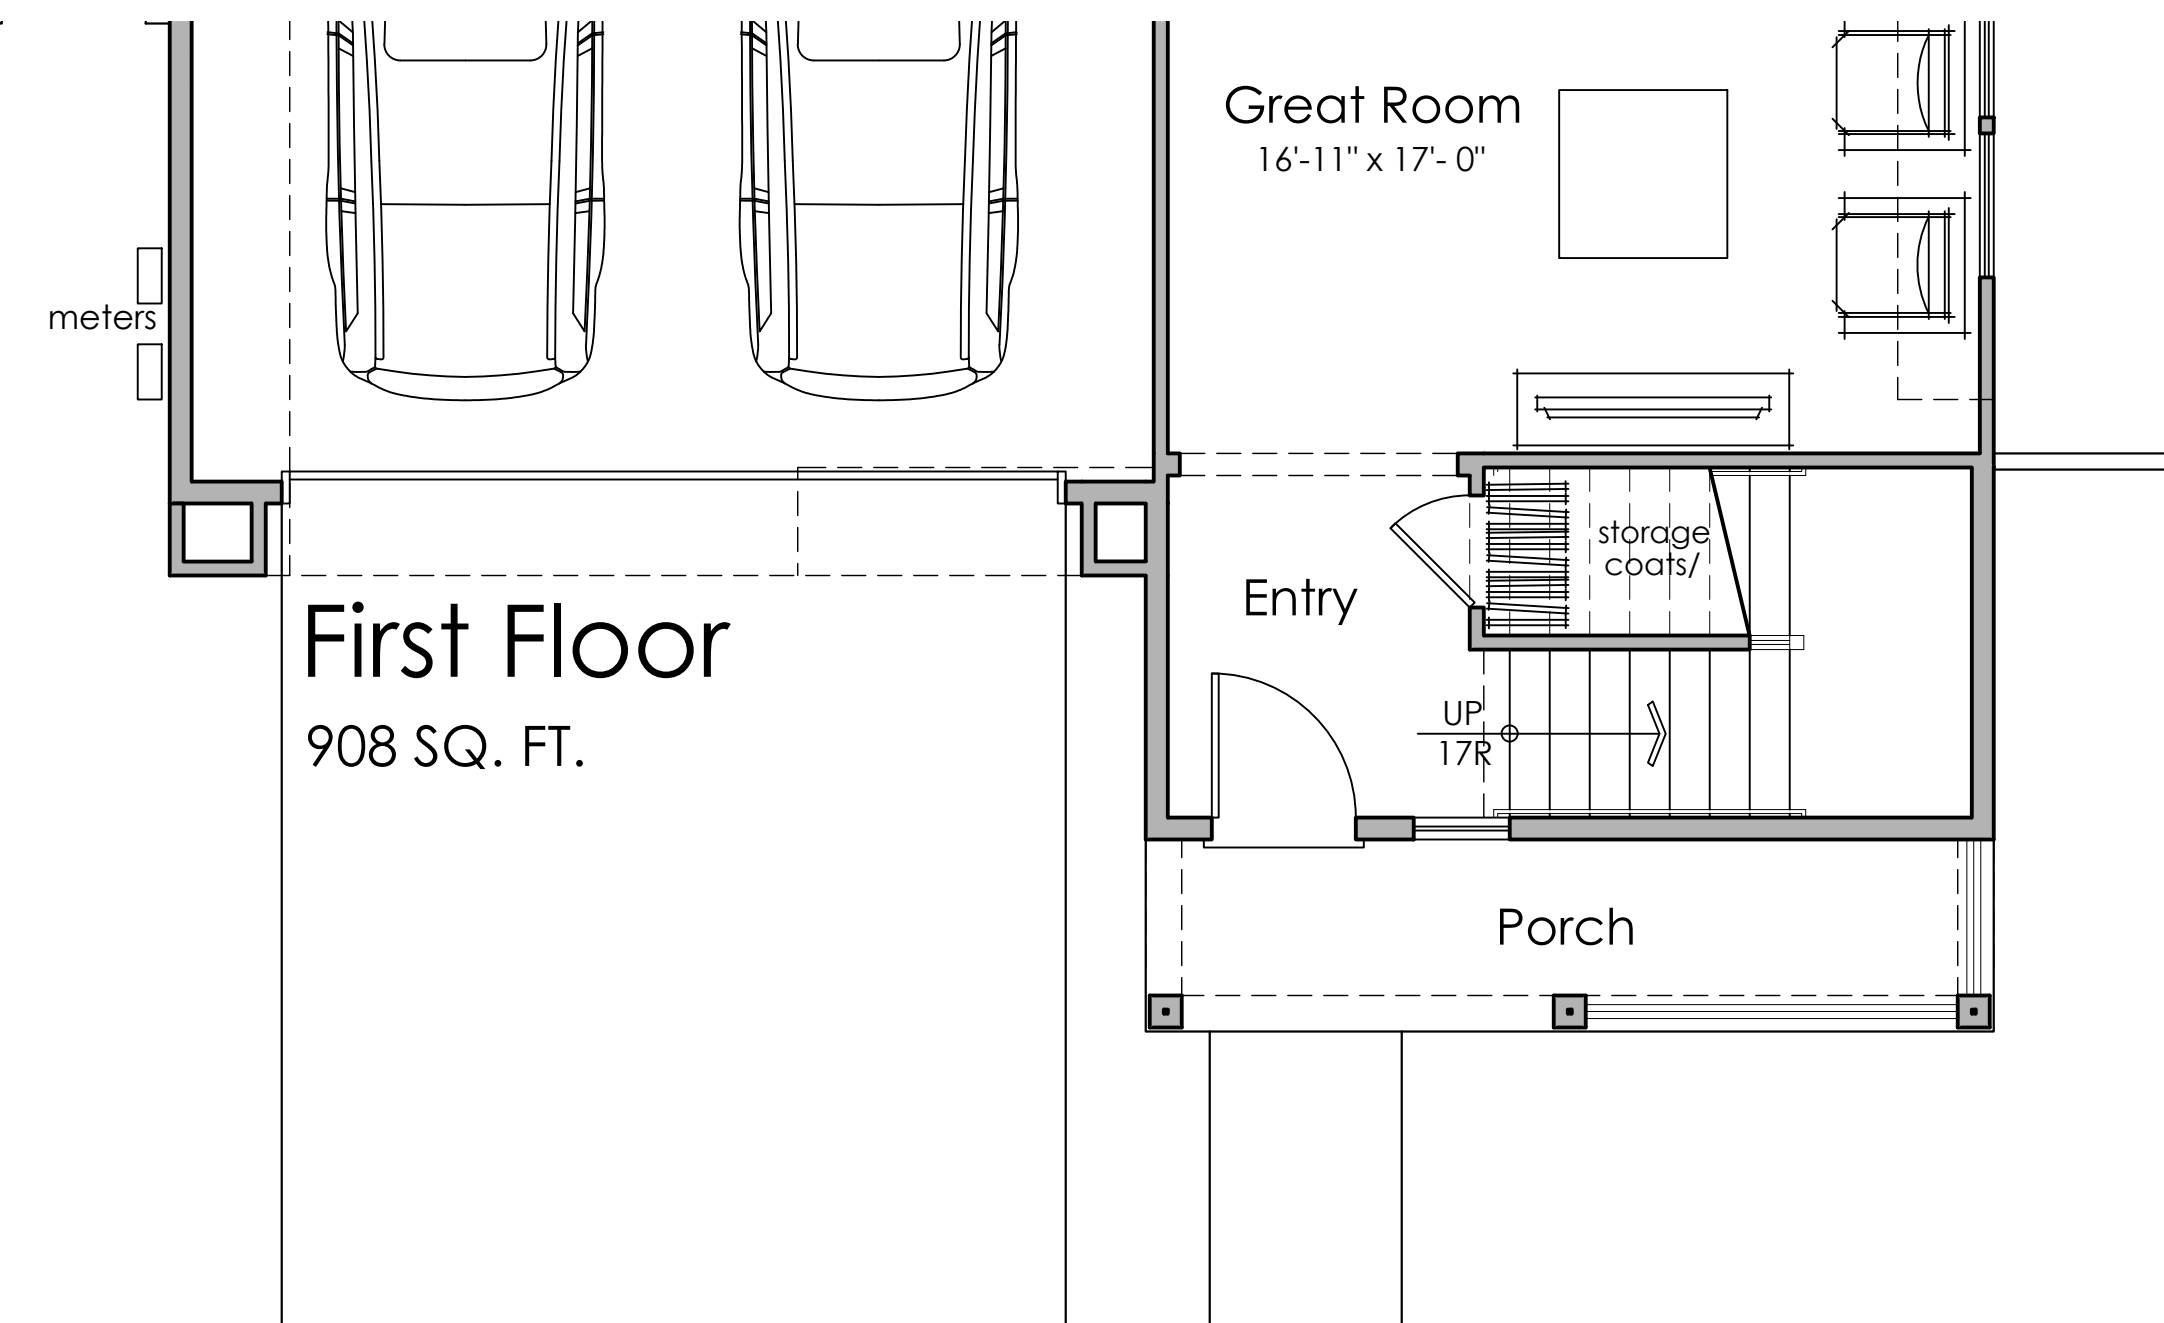 Great Room
16'-11" x 17'- 0"
meters
storage
coats/
Entry
First Floor
908 SQ. FT.
UP
17R
Porch